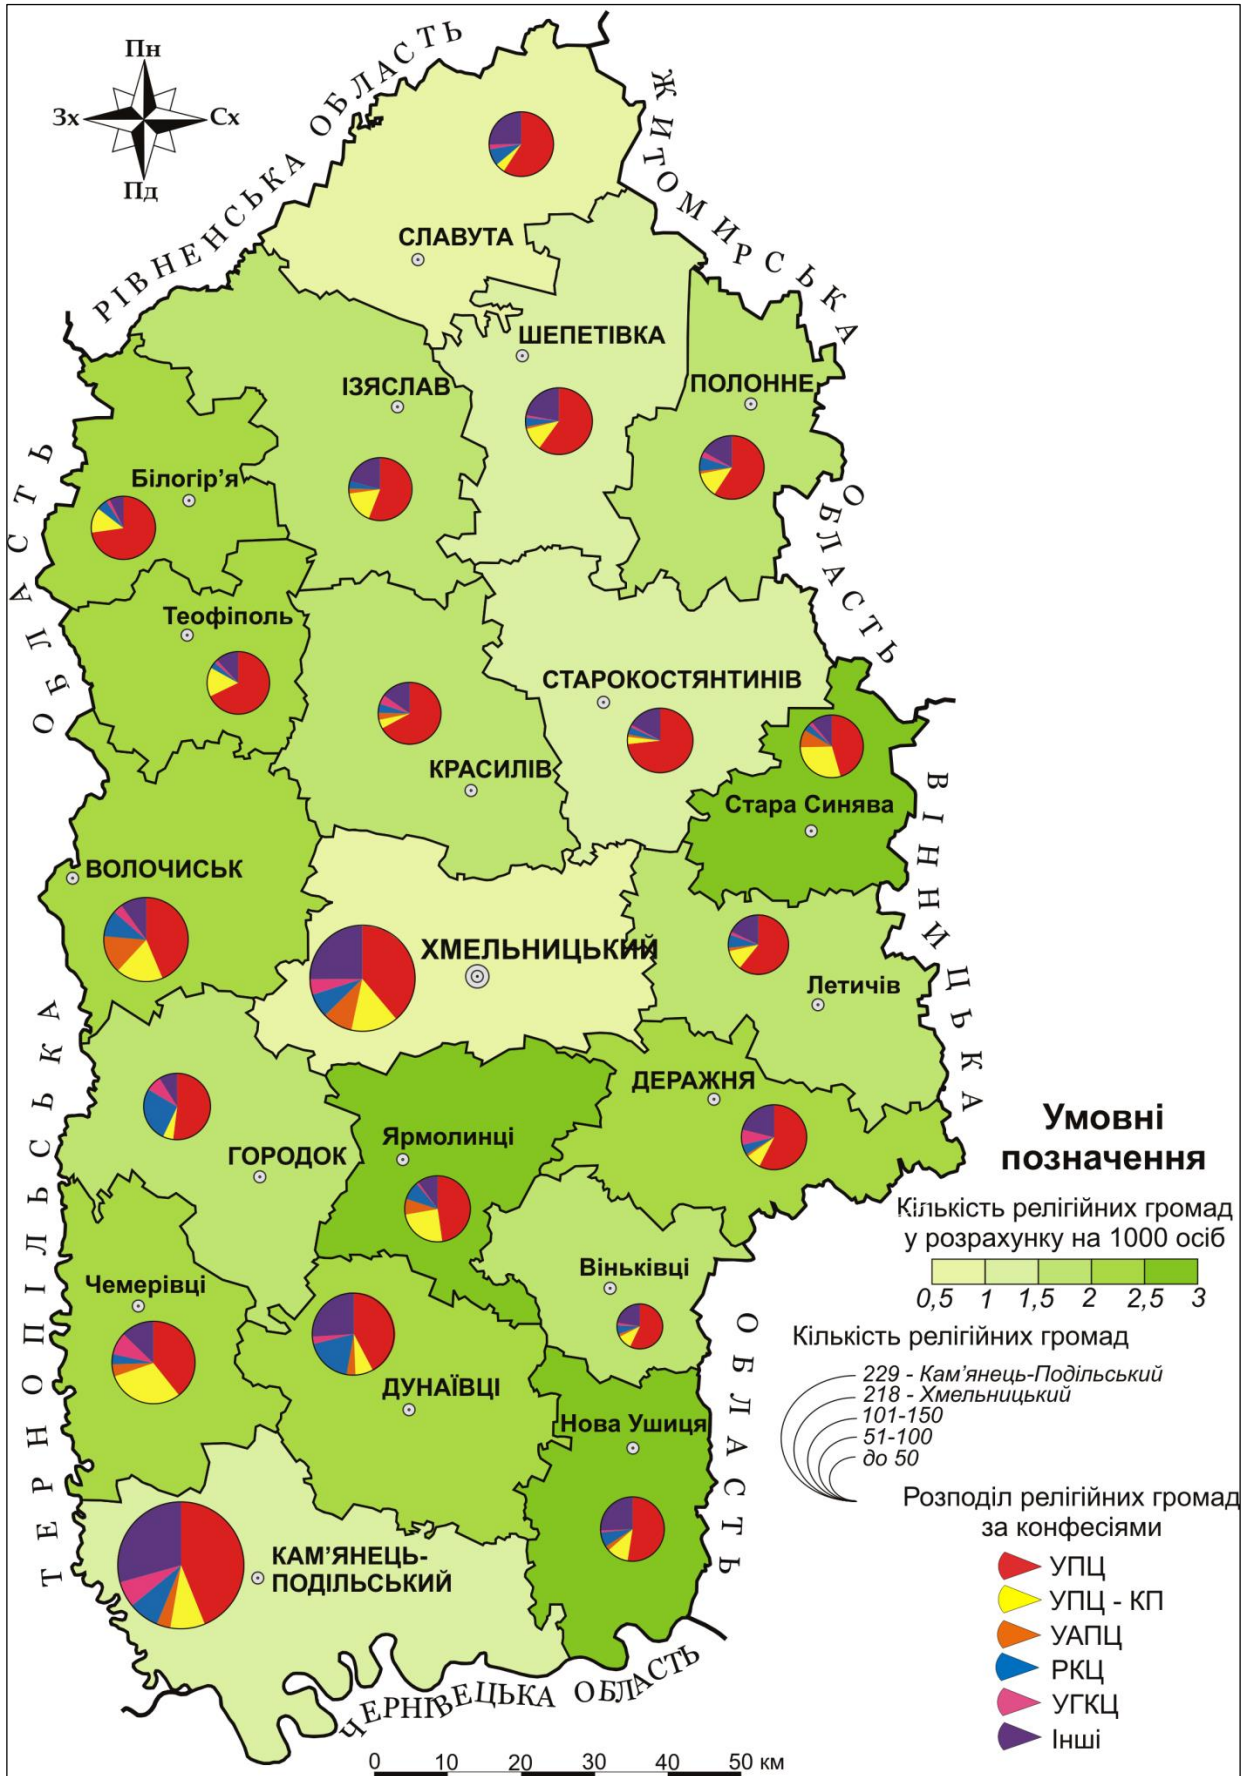 Пн
Зх
Сх
Пд
РІВНЕНСЬКА ОБЛАСТЬ
ЖИТОМИРСЬКА ОБЛАСТЬ
СЛАВУТА
ШЕПЕТІВКА
ІЗЯСЛАВ
ПОЛОННЕ
Білогір’я
Теофіполь
СТАРОКОСТЯНТИНІВ
КРАСИЛІВ
Стара Синява
ВОЛОЧИСЬК
ХМЕЛЬНИЦЬКИЙ
Летичів
ДЕРАЖНЯ
Ярмолинці
ГОРОДОК
Віньківці
Чемерівці
ДУНАЇВЦІ
Нова Ушиця
КАМ’ЯНЕЦЬ-
ПОДІЛЬСЬКИЙ
ТЕРНОПІЛЬСЬКА ОБЛАСТЬ
ВІННИЦЬКА ОБЛАСТЬ
ЧЕРНІВЕЦЬКА ОБЛАСТЬ
Умовні
позначення
Кількість релігійних громад
у розрахунку на 1000 осіб
0,5 1 1,5 2 2,5 3
Кількість релігійних громад
229 - Кам’янець-Подільський
218 - Хмельницький
101-150
51-100
до 50
Розподіл релігійних громад
за конфесіями
УПЦ
УПЦ - КП
УАПЦ
РКЦ
УГКЦ
Інші
0 10 20 30 40 50 км